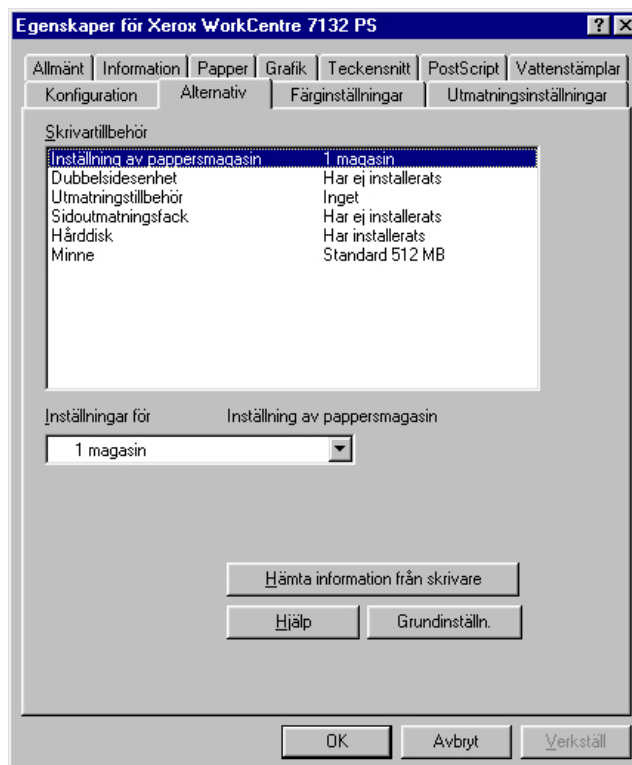 Egenskaper för Xerox WorkCentre 7132 PS
Allmänt Information Papper Grafik Teckensnitt PostScript Vattenstämplar
Konfiguration Alternativ Färginställningar Utmatningsinställningar
Skrivartillbehör
Inställning av pappersmagasin 1 magasin
Dubbelsidesenhet Har ej installerats
Utmatningstillbehör Inget
Sidoutmatningsfack Har ej installerats
Hårddisk Har installerats
Minne Standard 512 MB
Inställningar för Inställning av pappersmagasin
1 magasin
Hämta information från skrivare
Hjälp Grundinställn.
OK Avbryt Verkställ